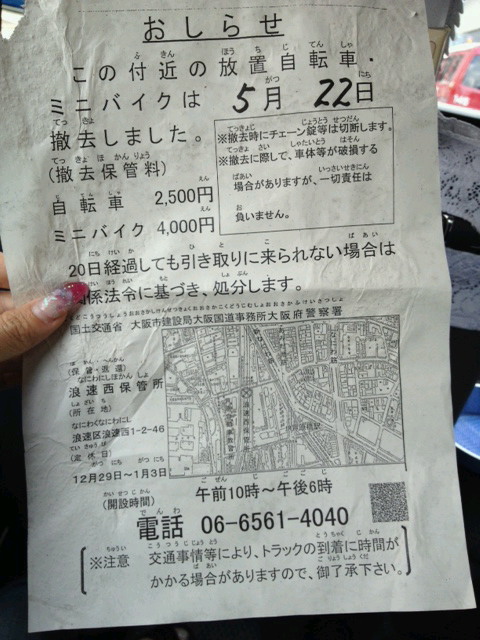 おしらせ
この付近の放置自転車・
ミニバイクは 5月 22日
撤去しました。
(撤去保管料)
自転車 2,500円
ミニバイク 4,000円
※撤去時にチェーン錠等は切断します。
※撤去に際して、車体等が破損する
場合がありますが、一切責任は
負いません。
20日経過しても引き取りに来られない場合は
関係法令に基づき、処分します。
国土交通省 大阪市建設局大阪国道事務所大阪府警察署
(保管・返還)
浪速西保管所
(所在地)
浪速区浪速西1-2-46
(定休日)
12月29日~1月3日
浪速西保管所
(開設時間) 午前10時~午後6時
電話 06-6561-4040
※注意 交通事情等により、トラックの到着に時間が
かかる場合がありますので、御了承下さい。